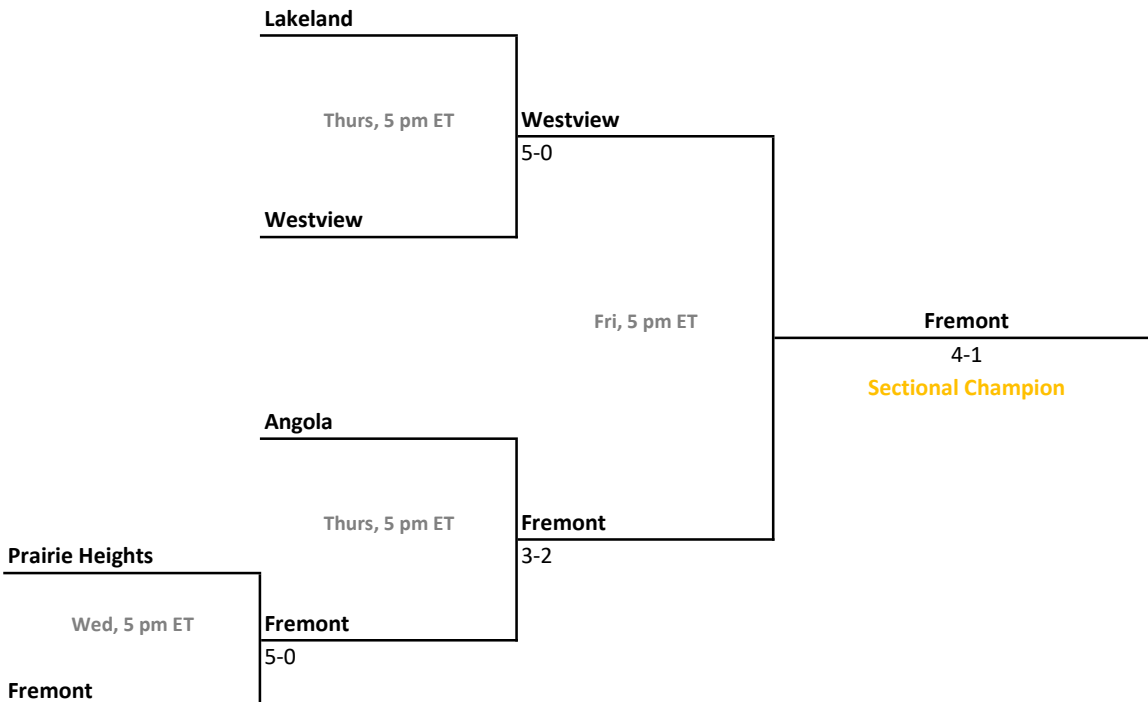 Lakeland
Thurs, 5 pm ET
Westview
5-0
Westview
Fri, 5 pm ET
Fremont
4-1
Sectional Champion
Angola
Thurs, 5 pm ET
Fremont
3-2
Prairie Heights
Wed, 5 pm ET
Fremont
5-0
Fremont